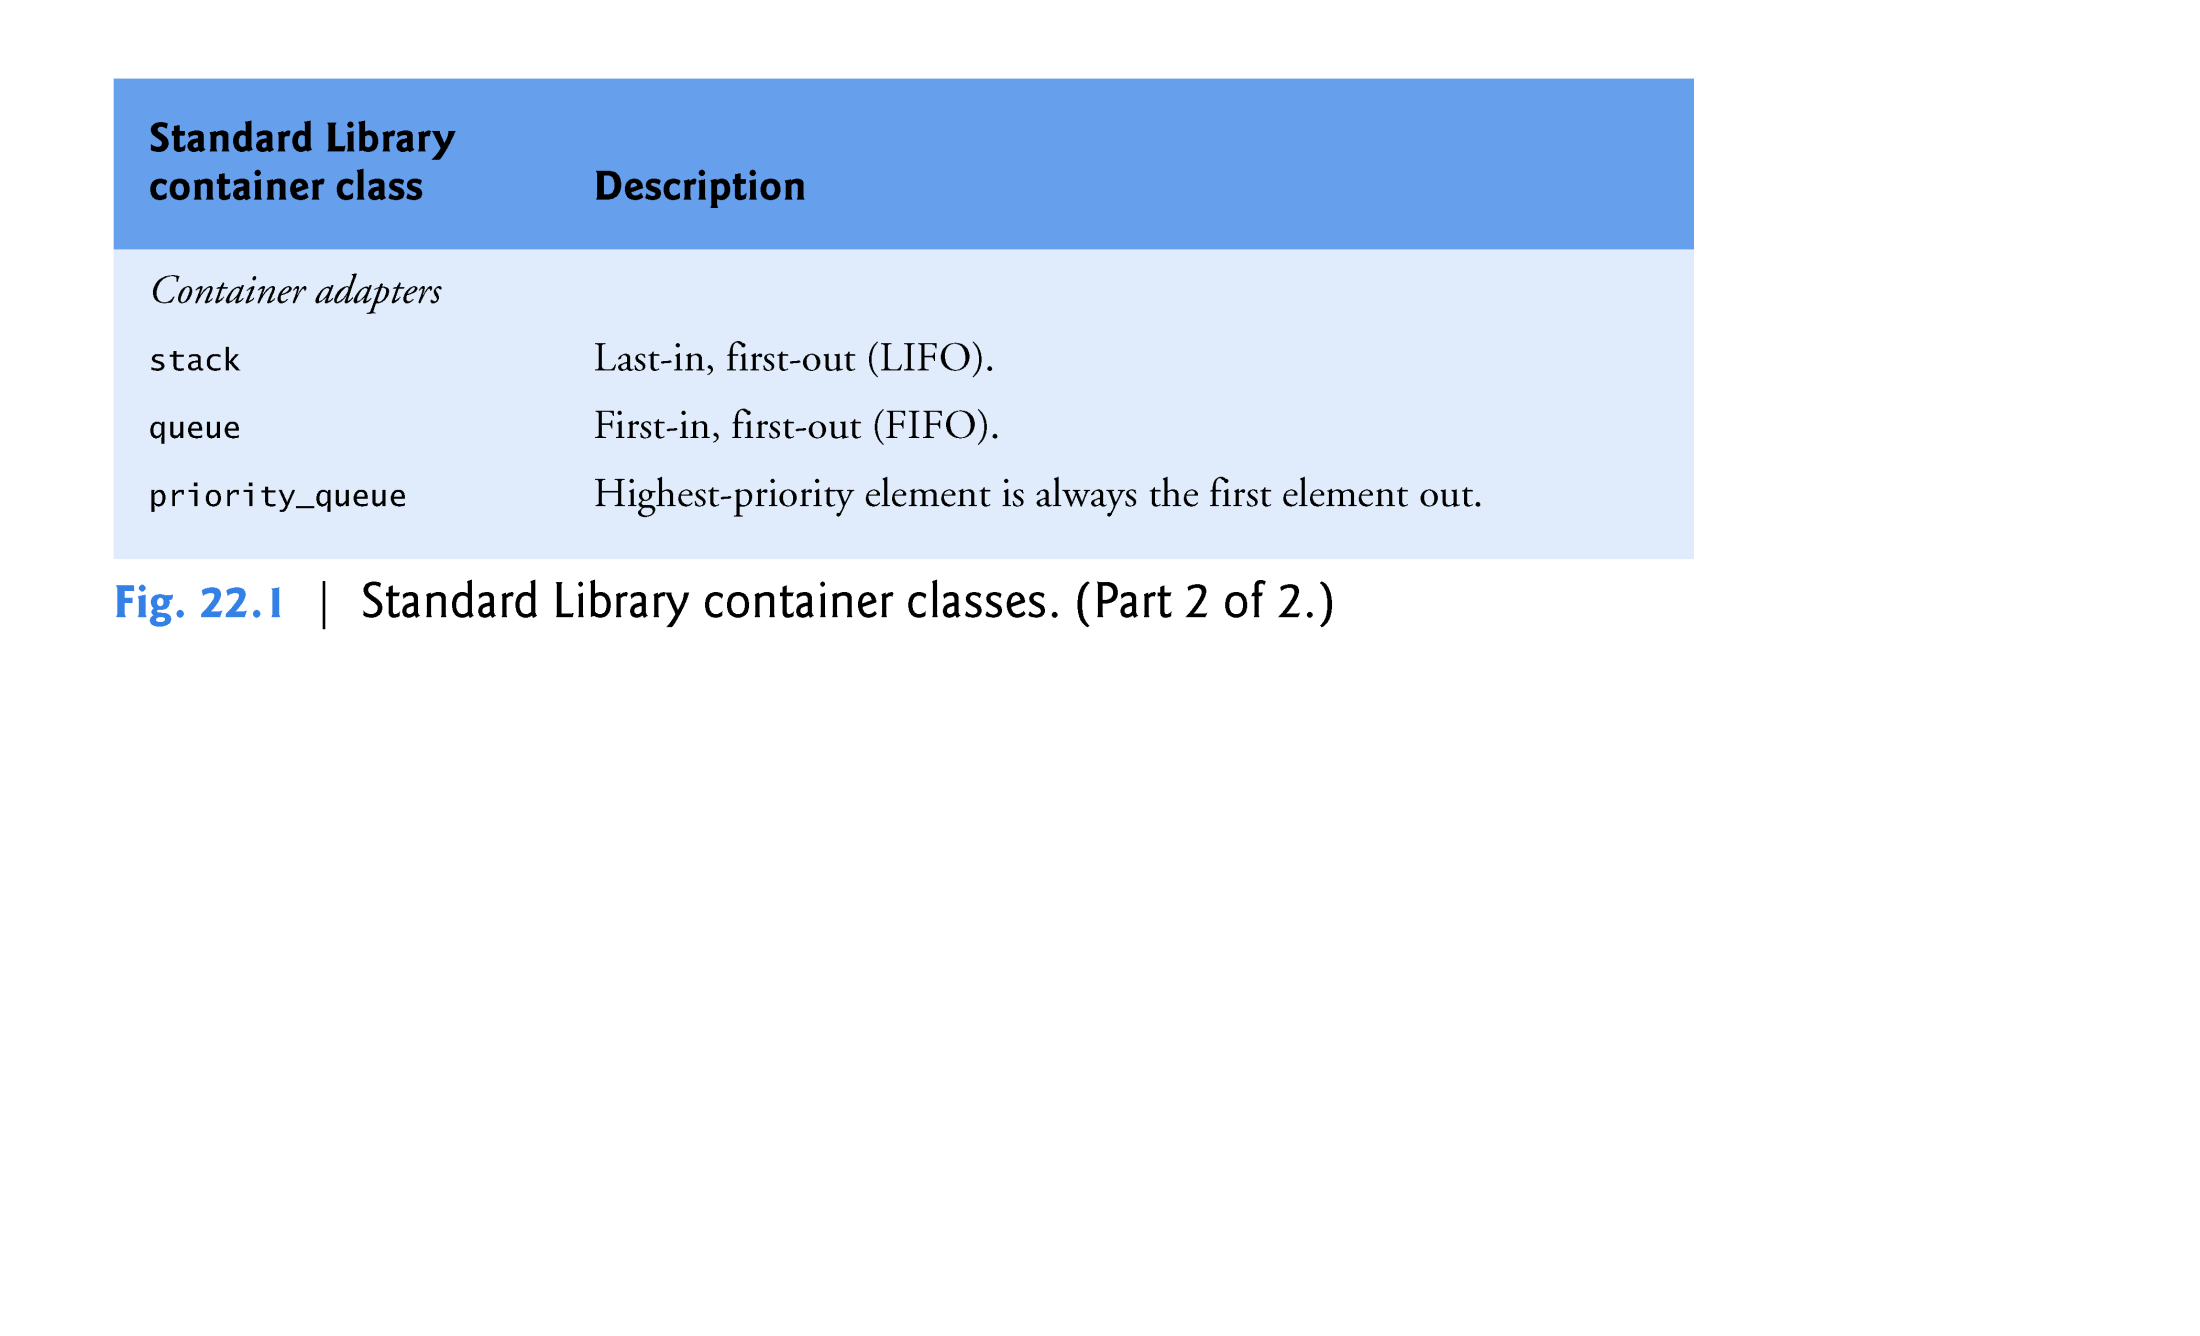 Standard Library
container class Description
Container adapters
stack Last-in, first-out (LIFO).
queue First-in, first-out (FIFO).
priority_queue Highest-priority element is always the first element out.
Fig. 22.1 | Standard Library container classes. (Part 2 of 2.)